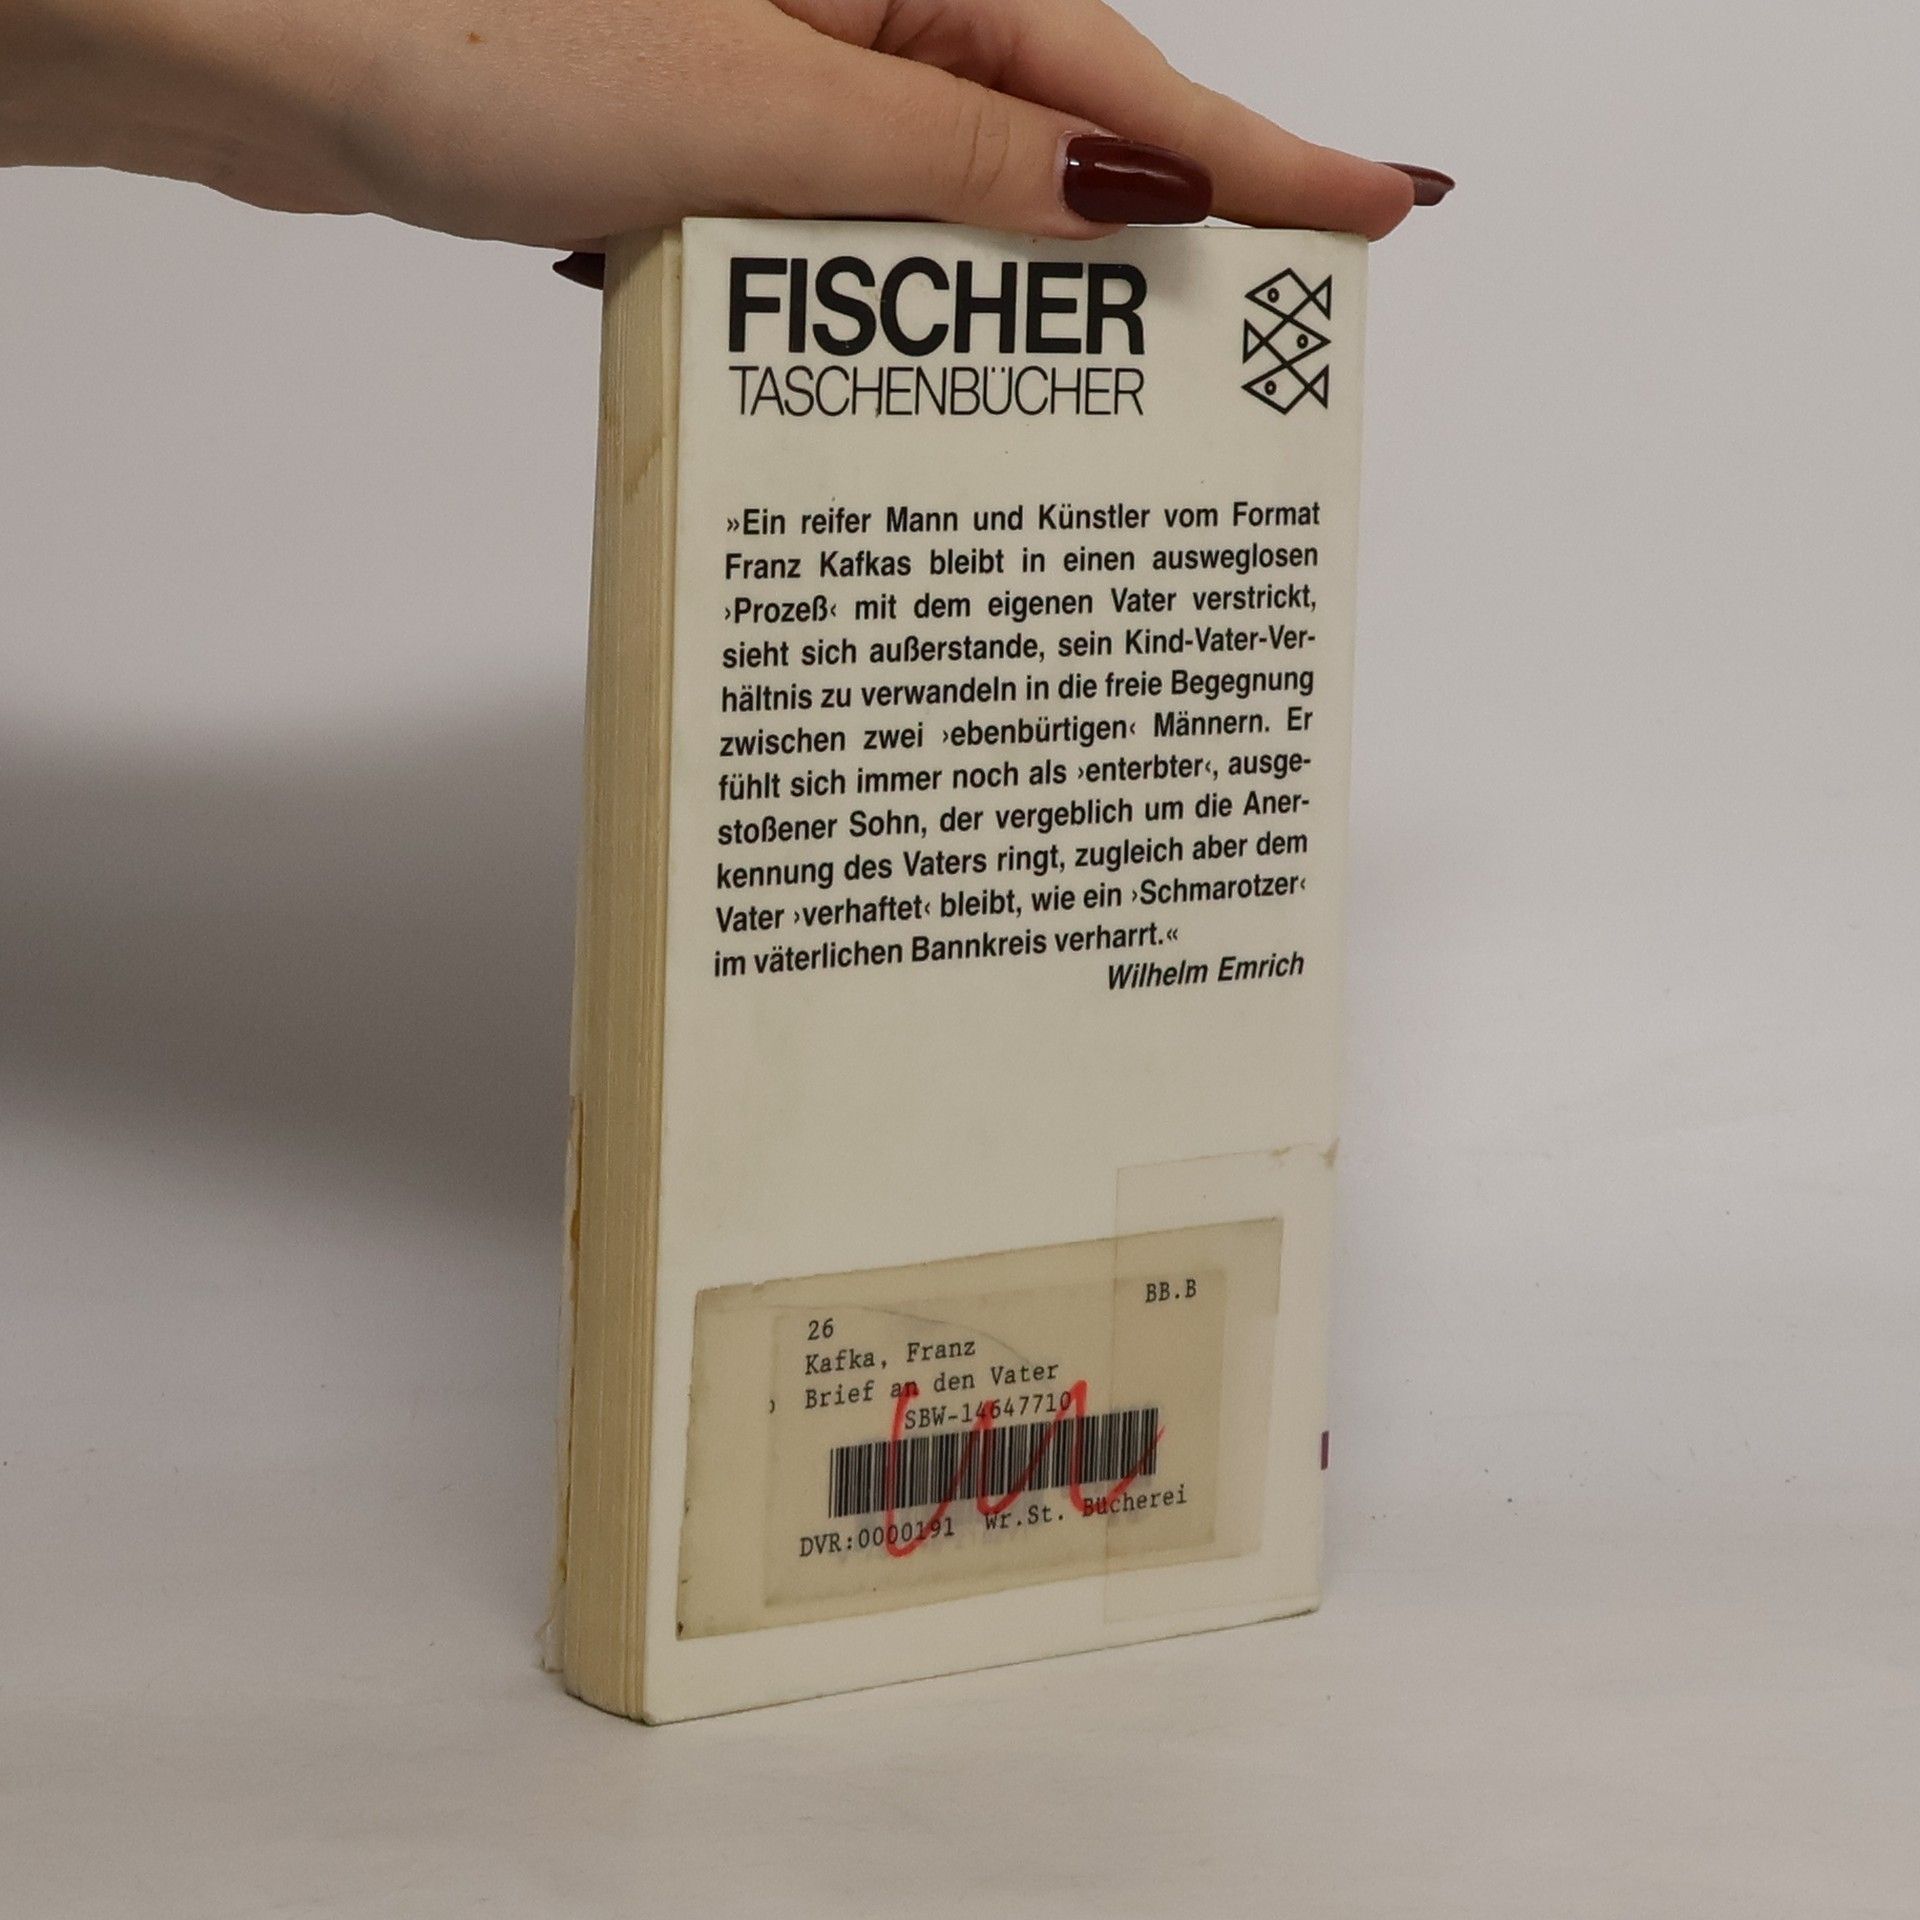 FISCHER
TASCHENBÜCHER
»Ein reifer Mann und Künstler vom Format
Franz Kafkas bleibt in einen ausweglosen
›Prozeß‹ mit dem eigenen Vater verstrickt,
sieht sich außerstande, sein Kind-Vater-Ver-
hältnis zu verwandeln in die freie Begegnung
zwischen zwei ›ebenbürtigen‹ Männern. Er
fühlt sich immer noch als ›enterbter‹, ausge-
stoßener Sohn, der vergeblich um die Aner-
kennung des Vaters ringt, zugleich aber dem
Vater ›verhaftet‹ bleibt, wie ein ›Schmarotzer‹
im väterlichen Bannkreis verharrt.«
Wilhelm Emrich
BB.B
26
Kafka, Franz
Brief an den Vater
SBW-14647710
DVR:0000191 Wr.St. Bücherei